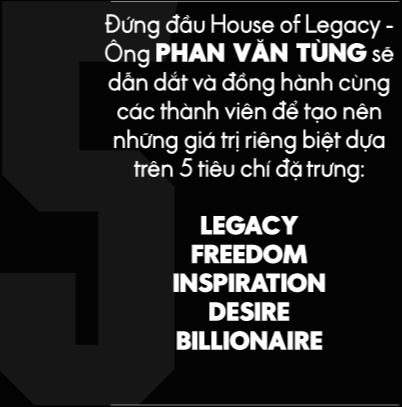 Đứng đầu House of Legacy -
Ông PHAN VĂN TÙNG sẽ
dẫn dắt và đồng hành cùng
các thành viên để tạo nên
những giá trị riêng biệt dựa
trên 5 tiêu chí đặ trưng:
LEGACY
FREEDOM
INSPIRATION
DESIRE
BILLIONAIRE